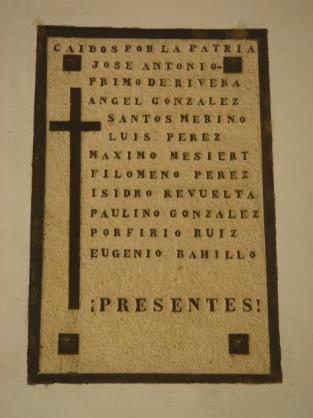 CAIDOS POR LA PATRIA
JOSE ANTONIO-
PRIMO DE RIVERA
ANGEL GONZALEZ
SANTOS MERINO
LUIS PEREZ
MAXIMO MESIERT
FILOMENO PEREZ
ISIDRO REVUELTA
PAULINO GONZALEZ
PORFIRIO RUIZ
EUGENIO BAHILLO
¡PRESENTES!